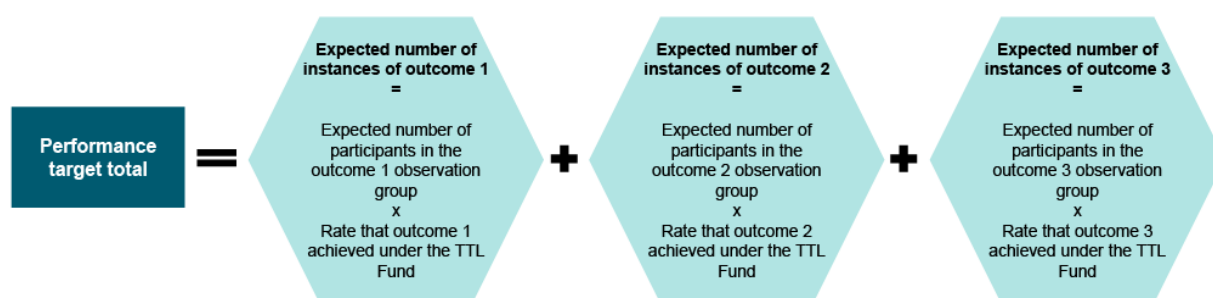 Performance
target total
=
Expected number of
instances of outcome 1
=
Expected number of
participants in the
outcome 1 observation
group
x
Rate that outcome 1
achieved under the TTL
Fund
+
Expected number of
instances of outcome 2
=
Expected number of
participants in the
outcome 2 observation
group
x
Rate that outcome 2
achieved under the TTL
Fund
+
Expected number of
instances of outcome 3
=
Expected number of
participants in the
outcome 3 observation
group
x
Rate that outcome 3
achieved under the TTL
Fund